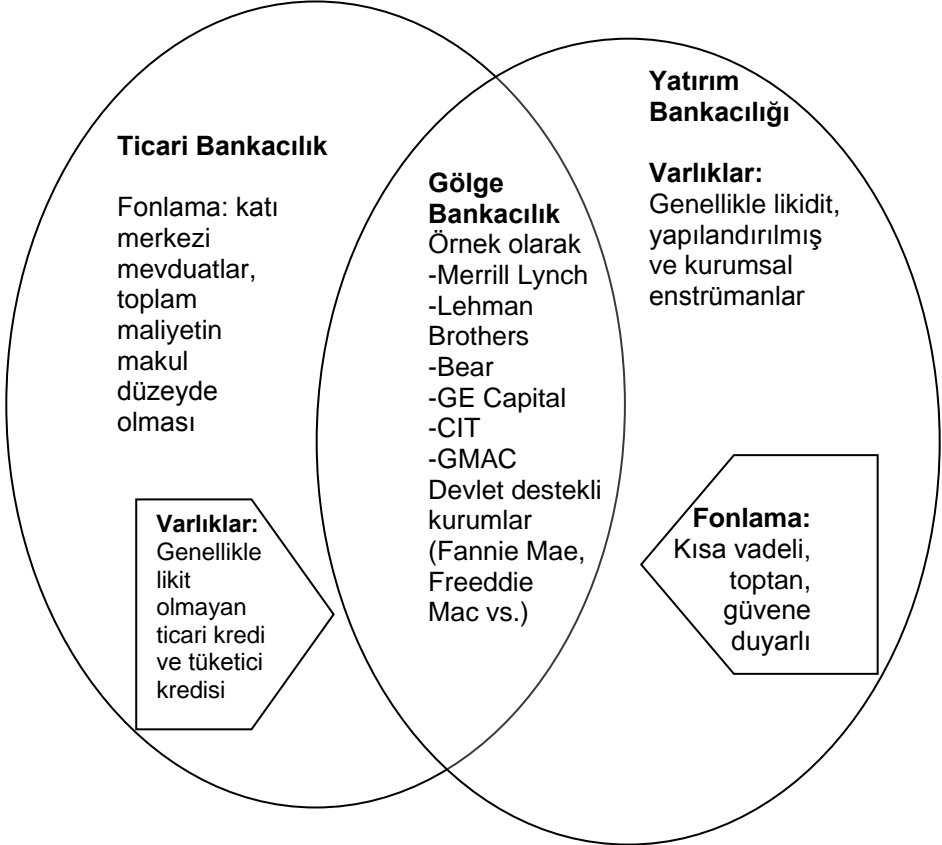 Ticari Bankacılık
Fonlama: katı
merkezi
mevduatlar,
toplam
maliyetin
makul
düzeyde
olması
Varlıklar:
Genellikle
likit
olmayan
ticari kredi
ve tüketici
kredisi
Gölge
Bankacılık
Örnek olarak
-Merrill Lynch
-Lehman
Brothers
-Bear
-GE Capital
-CIT
-GMAC
Devlet destekli
kurumlar
(Fannie Mae,
Freeddie
Mac vs.)
Yatırım
Bankacılığı
Varlıklar:
Genellikle likidit,
yapılandırılmış
ve kurumsal
enstrümanlar
Fonlama:
Kısa vadeli,
toptan,
güvene
duyarlı